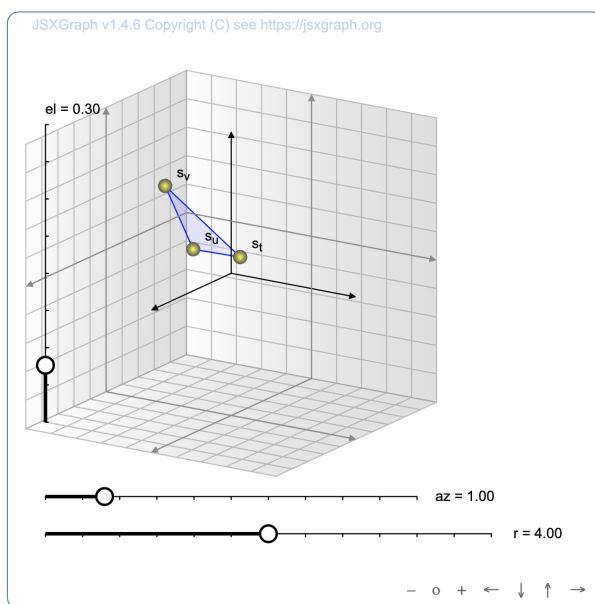 JSXGraph v1.4.6 Copyright (C) see https://jsxgraph.org
el = 0.30
sv
su
st
az = 1.00
r = 4.00
– o + ← ↓ ↑ →